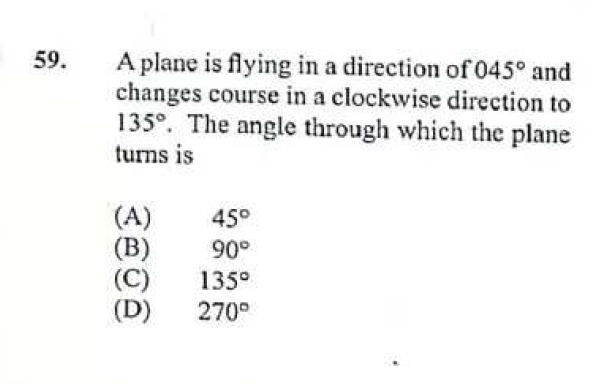 59. A plane is flying in a direction of 045° and
changes course in a clockwise direction to
135°. The angle through which the plane
turns is
(A) 45°
(B) 90°
(C) 135°
(D) 270°